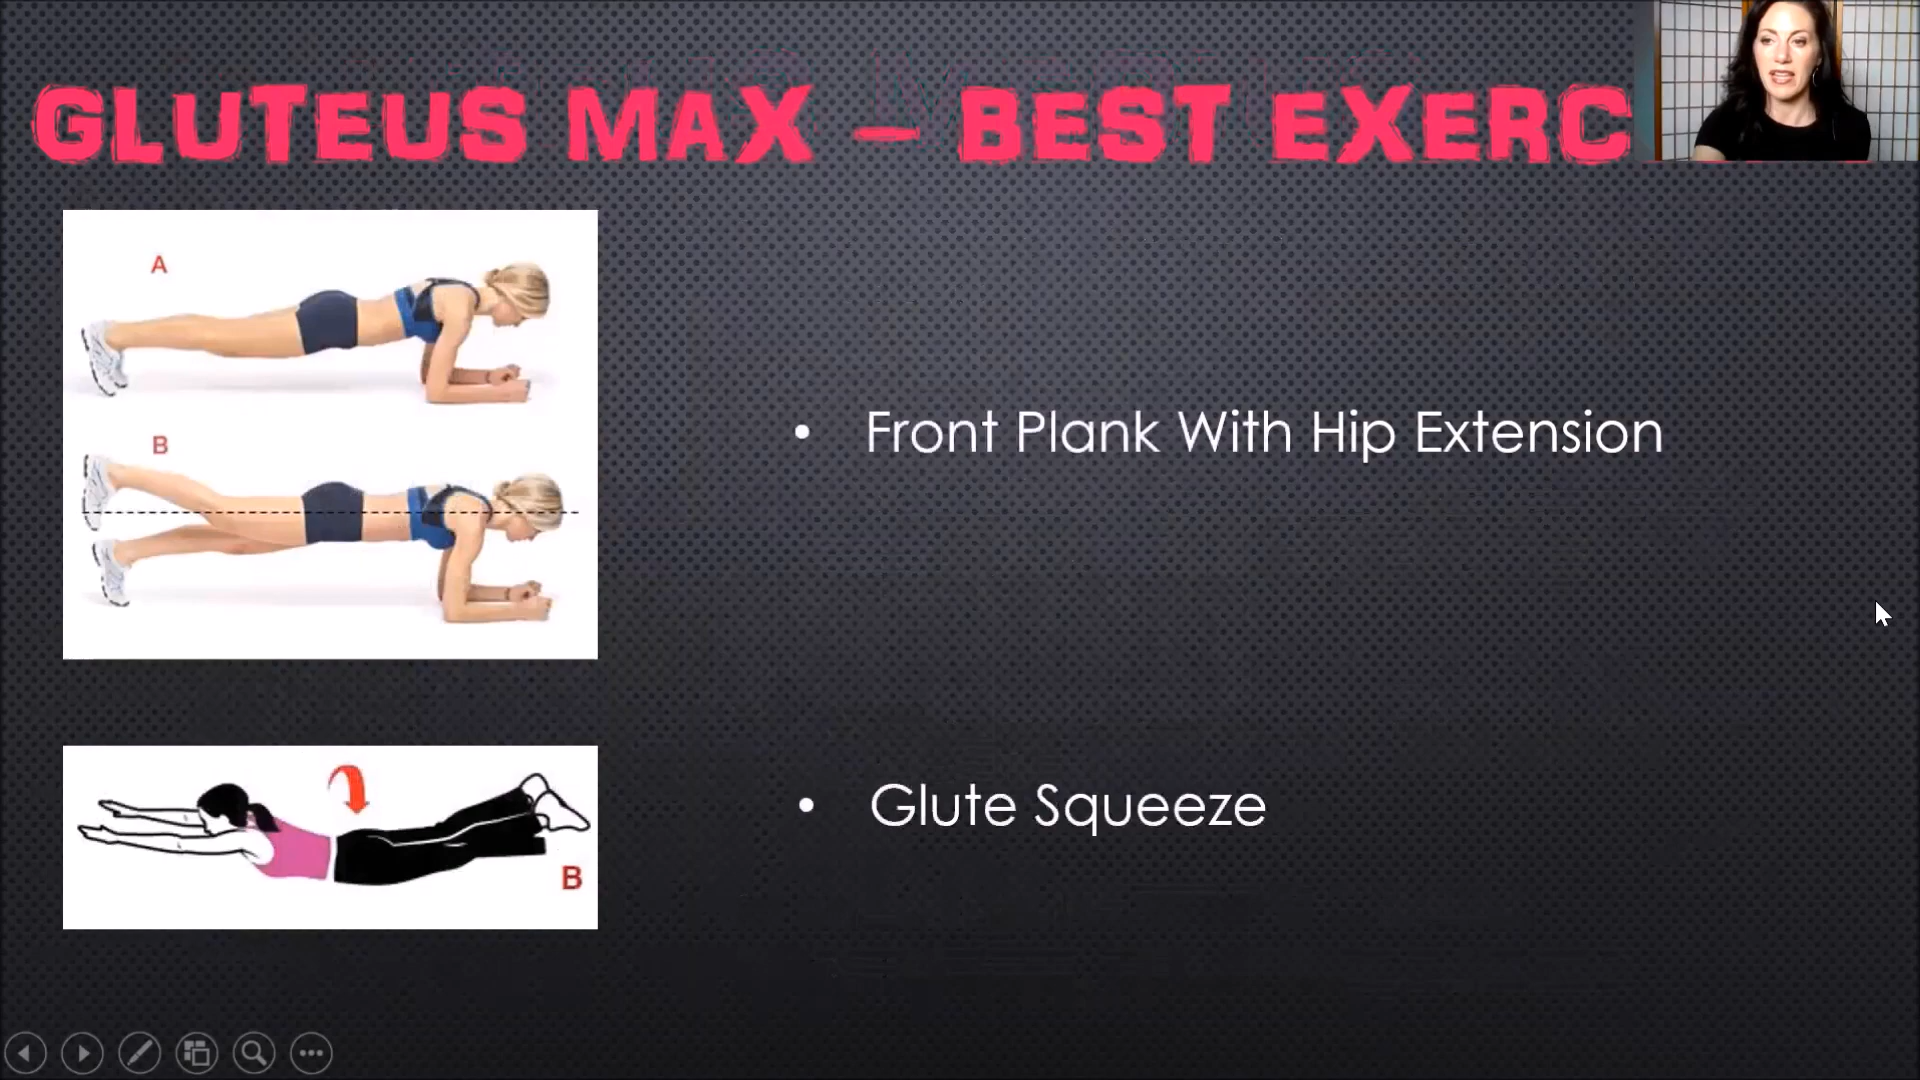 GLUTEUS MAX – BEST EXERC
A
B
• Front Plank With Hip Extension
• Glute Squeeze
B